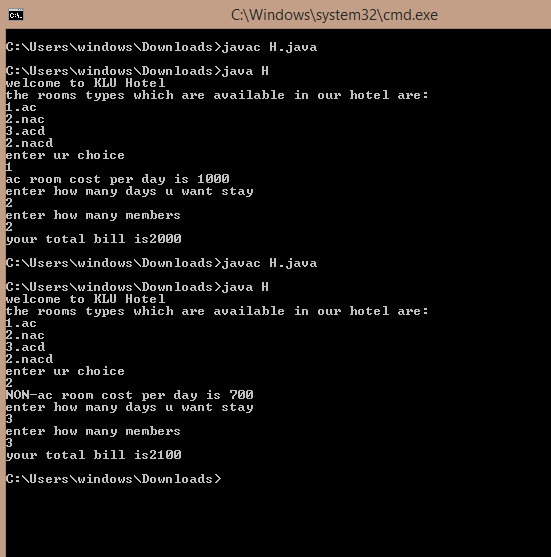 C:\Windows\system32\cmd.exe
C:\Users\windows\Downloads>javac H.java
C:\Users\windows\Downloads>java H
welcome to KLU Hotel
the rooms types which are available in our hotel are:
1.ac
2.nac
3.acd
2.nacd
enter ur choice
1
ac room cost per day is 1000
enter how many days u want stay
2
enter how many members
2
your total bill is2000
C:\Users\windows\Downloads>javac H.java
C:\Users\windows\Downloads>java H
welcome to KLU Hotel
the rooms types which are available in our hotel are:
1.ac
2.nac
3.acd
2.nacd
enter ur choice
2
NON-ac room cost per day is 700
enter how many days u want stay
3
enter how many members
3
your total bill is2100
C:\Users\windows\Downloads>